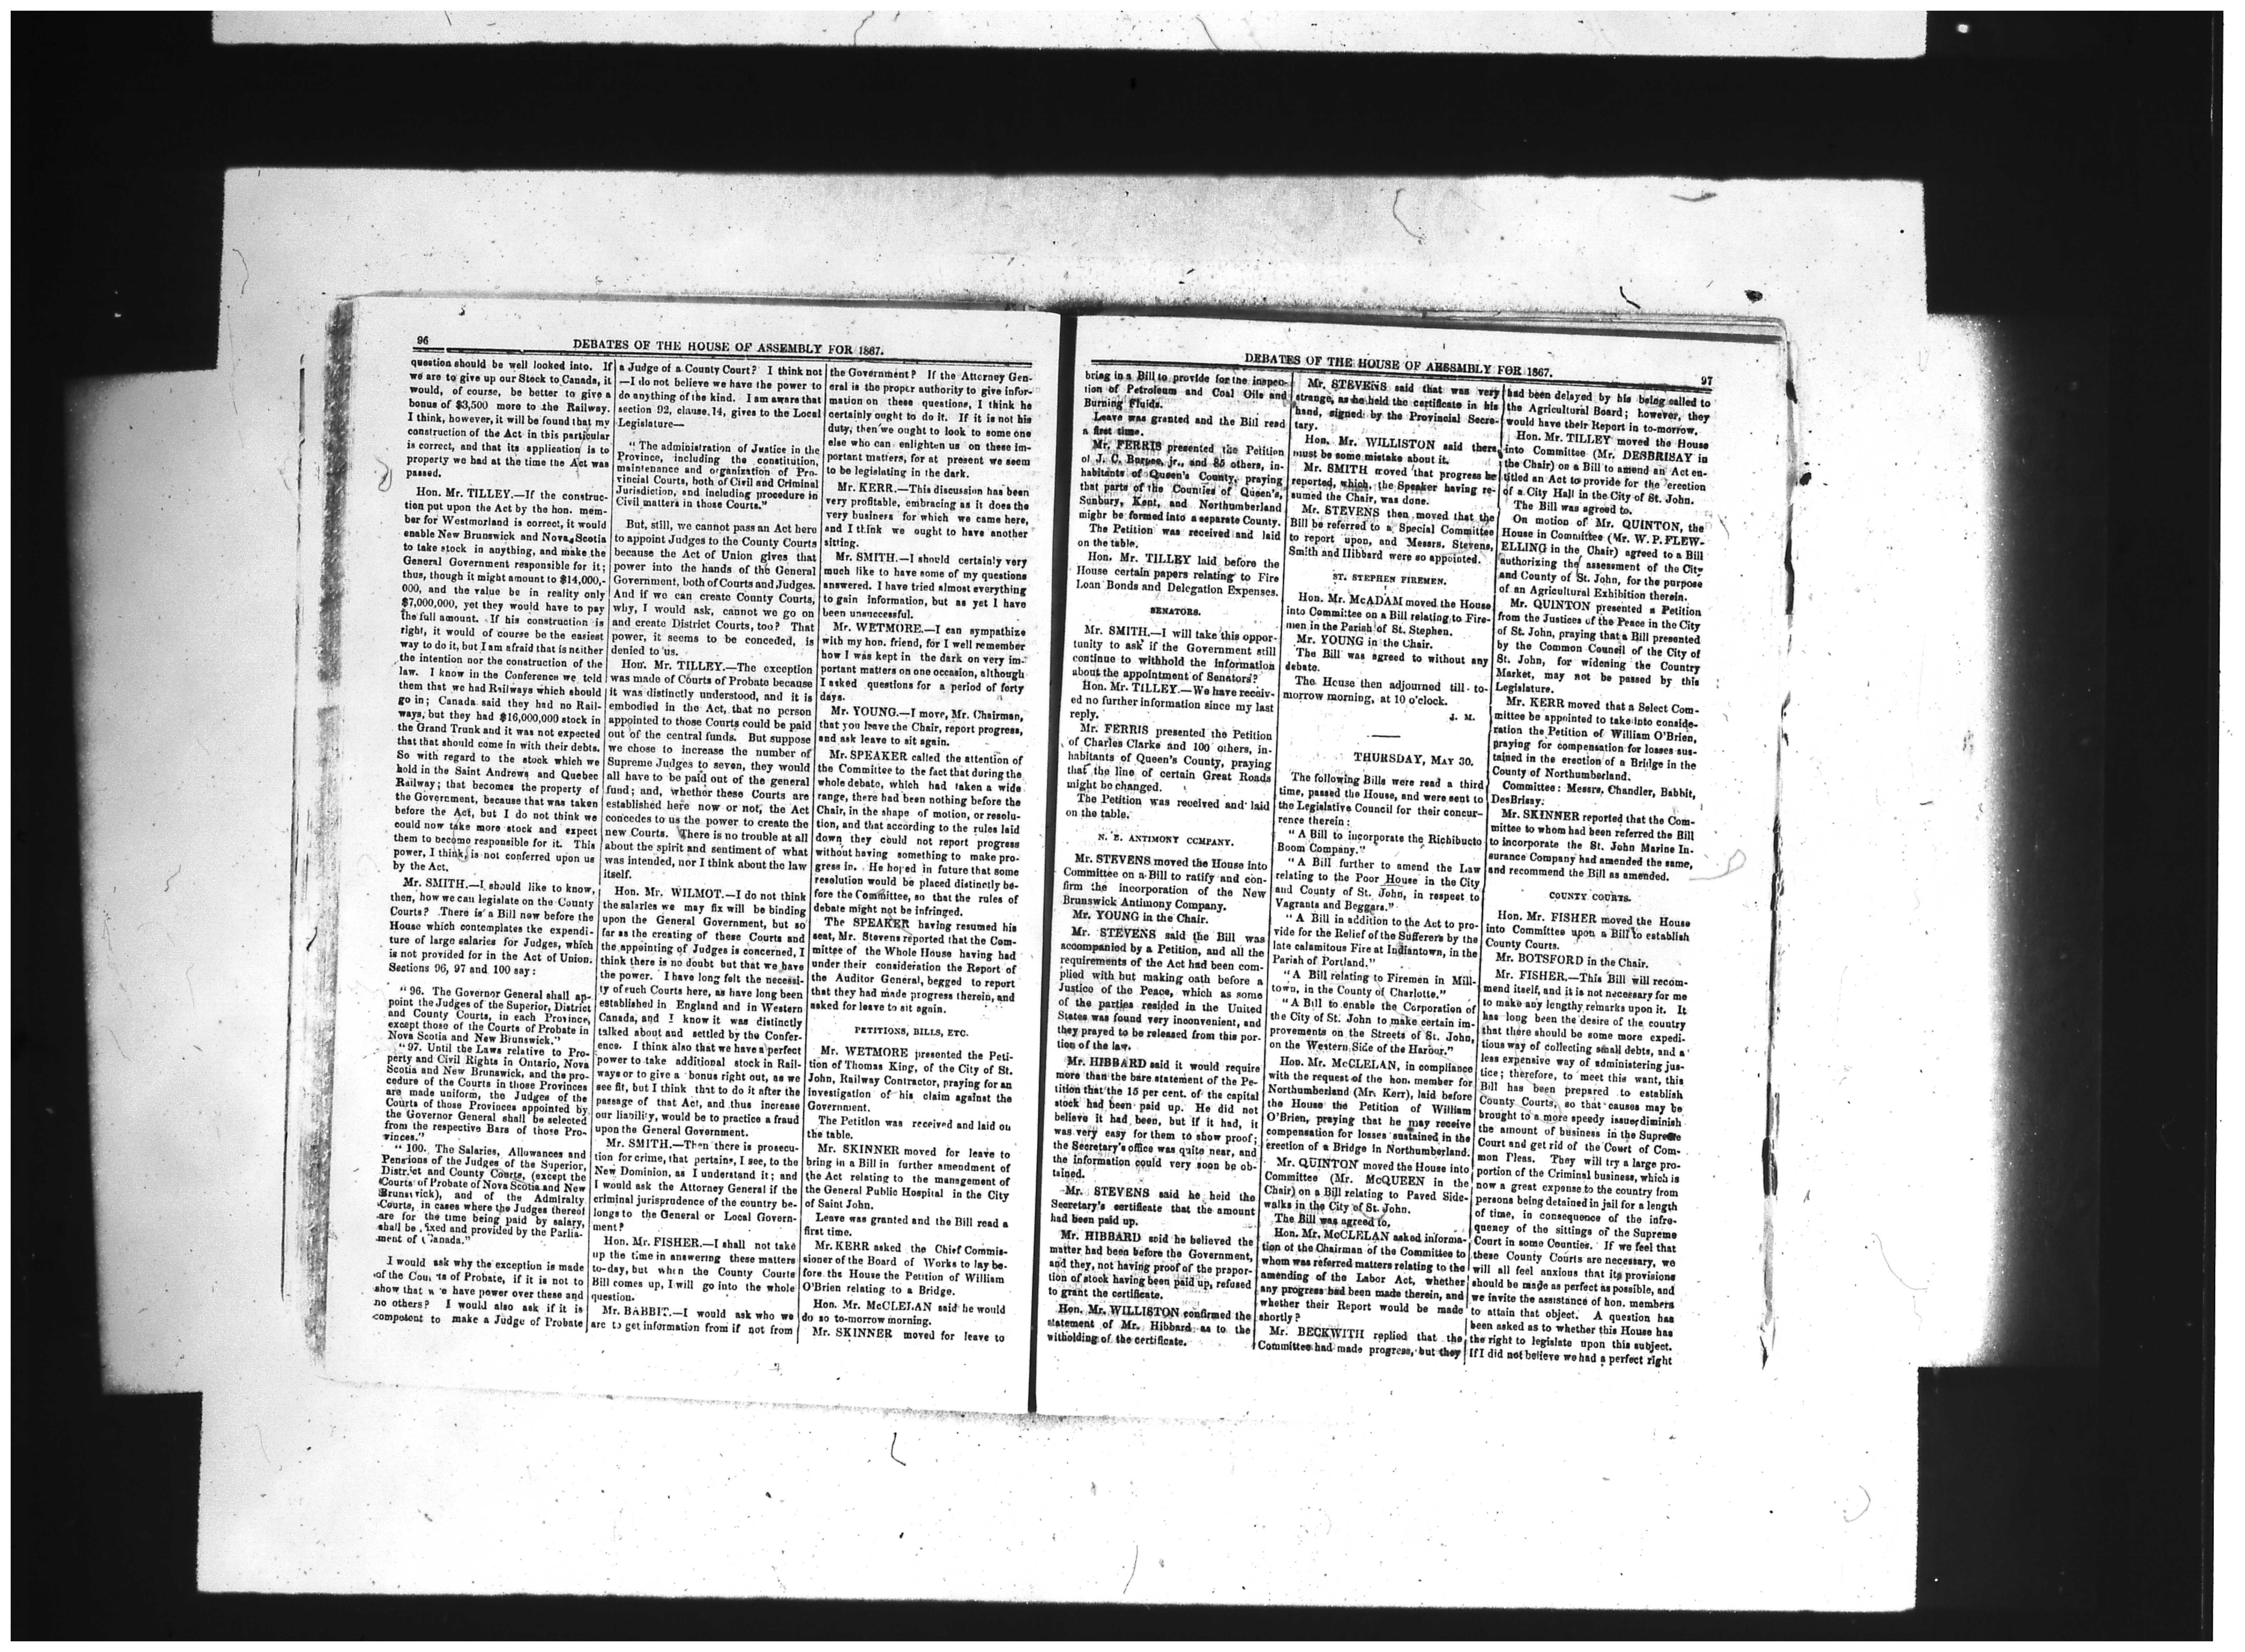 96
DEBATES OF THE HOUSE OF ASSEMBLY FOR 1867.
question should be well looked into. If
we are to give up our Stock to Canada, it
would, of course, be better to give a
bonus of $3,500 more to the Railway.
I think, however, it will be found that my
construction of the Act in this particular
is correct, and that its application is to
property we had at the time the Act was
passed.
Hon. Mr. TILLEY.—If the construc-
tion put upon the Act by the hon. mem-
ber for Westmorland is correct, it would
enable New Brunswick and Nova Scotia
to take stock in anything, and make the
General Government responsible for it;
thus, though it might amount to $14,000,-
000, and the value be in reality only
$7,000,000, yet they would have to pay
the full amount. If his construction is
right, it would of course be the easiest
way to do it, but I am afraid that is neither
the intention nor the construction of the
law. I know in the Conference we told
them that we had Railways which should
go in; Canada said they had no Rail-
ways, but they had $16,000,000 stock in
the Grand Trunk and it was not expected
that that should come in with their debts.
So with regard to the stock which we
hold in the Saint Andrews and Quebec
Railway; that becomes the property of
the Government, because that was taken
before the Act, but I do not think we
could now take more stock and expect
them to become responsible for it. This
power, I think, is not conferred upon us
by the Act.
Mr. SMITH.—I should like to know,
then, how we can legislate on the County
Courts? There is a Bill now before the
House which contemplates the expendi-
ture of large salaries for Judges, which
is not provided for in the Act of Union.
Sections 96, 97 and 100 say:
"96. The Governor General shall ap-
point the Judges of the Superior, District
and County Courts, in each Province,
except those of the Courts of Probate in
Nova Scotia and New Brunswick."
"97. Until the Laws relative to Pro-
perty and Civil Rights in Ontario, Nova
Scotia and New Brunswick, and the pro-
cedure of the Courts in those Provinces
are made uniform, the Judges of the
Courts of those Provinces appointed by
the Governor General shall be selected
from the respective Bars of those Pro-
vinces."
"100. The Salaries, Allowances and
Pensions of the Judges of the Superior,
District and County Courts, (except the
Courts of Probate of Nova Scotia and New
Brunswick), and of the Admiralty
Courts, in cases where the Judges thereof
are for the time being paid by salary,
shall be fixed and provided by the Parlia-
ment of Canada."
I would ask why the exception is made
of the Courts of Probate, if it is not to
show that we have power over these and
no others? I would also ask if it is
competent to make a Judge of Probate
a Judge of a County Court? I think not
—I do not believe we have the power to
do anything of the kind. I am aware that
section 92, clause 14, gives to the Local
Legislature—
"The administration of Justice in the
Province, including the constitution,
maintenance and organization of Pro-
vincial Courts, both of Civil and Criminal
Jurisdiction, and including procedure in
Civil matters in those Courts."
But, still, we cannot pass an Act here
to appoint Judges to the County Courts
because the Act of Union gives that
power into the hands of the General
Government, both of Courts and Judges.
And if we can create County Courts,
why, I would ask, cannot we go on
and create District Courts, too? That
power, it seems to be conceded, is
denied to us.
Hon. Mr. TILLEY.—The exception
was made of Courts of Probate because
it was distinctly understood, and it is
embodied in the Act, that no person
appointed to those Courts could be paid
out of the central funds. But suppose
we chose to increase the number of
Supreme Judges to seven, they would
all have to be paid out of the general
fund; and, whether these Courts are
established here now or not, the Act
concedes to us the power to create the
new Courts. There is no trouble at all
about the spirit and sentiment of what
was intended, nor I think about the law
itself.
Hon. Mr. WILMOT.—I do not think
the salaries we may fix will be binding
upon the General Government, but so
far as the creating of these Courts and
the appointing of Judges is concerned, I
think there is no doubt but that we have
the power. I have long felt the necessi-
ty of such Courts here, as have long been
established in England and in Western
Canada, and I know it was distinctly
talked about and settled by the Confer-
ence. I think also that we have a perfect
power to take additional stock in Rail-
ways or to give a bonus right out, as we
see fit, but I think that to do it after the
passage of that Act, and thus increase
our liability, would be to practice a fraud
upon the General Government.
Mr. SMITH.—Then there is prosecu-
tion for crime, that pertains, I see, to the
New Dominion, as I understand it; and
I would ask the Attorney General if the
criminal jurisprudence of the country be-
longs to the General or Local Govern-
ment?
Hon. Mr. FISHER.—I shall not take
up the time in answering these matters
to-day, but when the County Courts
Bill comes up, I will go into the whole
question.
Mr. BABBIT.—I would ask who we
are to get information from if not from
the Government? If the Attorney Gen-
eral is the proper authority to give infor-
mation on these questions, I think he
certainly ought to do it. If it is not his
duty, then we ought to look to some one
else who can enlighten us on these im-
portant matters, for at present we seem
to be legislating in the dark.
Mr. KERR.—This discussion has been
very profitable, embracing as it does the
very business for which we came here,
and I think we ought to have another
sitting.
Mr. SMITH.—I should certainly very
much like to have some of my questions
answered. I have tried almost everything
to gain information, but as yet I have
been unsuccessful.
Mr. WETMORE.—I can sympathize
with my hon. friend, for I well remember
how I was kept in the dark on very im-
portant matters on one occasion, although
I asked questions for a period of forty
days.
Mr. YOUNG.—I move, Mr. Chairman,
that you leave the Chair, report progress,
and ask leave to sit again.
Mr. SPEAKER called the attention of
the Committee to the fact that during the
whole debate, which had taken a wide
range, there had been nothing before the
Chair, in the shape of motion, or resolu-
tion, and that according to the rules laid
down they could not report progress
without having something to make pro-
gress in. He hoped in future that some
resolution would be placed distinctly be-
fore the Committee, so that the rules of
debate might not be infringed.
The SPEAKER having resumed his
seat, Mr. Stevens reported that the Com-
mittee of the Whole House having had
under their consideration the Report of
the Auditor General, begged to report
that they had made progress therein, and
asked for leave to sit again.
PETITIONS, BILLS, ETC.
Mr. WETMORE presented the Peti-
tion of Thomas King, of the City of St.
John, Railway Contractor, praying for an
investigation of his claim against the
Government.
The Petition was received and laid on
the table.
Mr. SKINNER moved for leave to
bring in a Bill in further amendment of
the Act relating to the management of
the General Public Hospital in the City
of Saint John.
Leave was granted and the Bill read a
first time.
Mr. KERR asked the Chief Commis-
sioner of the Board of Works to lay be-
fore the House the Petition of William
O'Brien relating to a Bridge.
Hon. Mr. McCLELAN said he would
do so to-morrow morning.
Mr. SKINNER moved for leave to
DEBATES OF THE HOUSE OF ABSSMBLY FOR 1867.
97
bring in a Bill to provide for the inspec-
tion of Petroleum and Coal Oils and
Burning Fluids.
Leave was granted and the Bill read
a first time.
Mr. FERRIS presented the Petition
of J. C. Burpee, jr., and 85 others, in-
habitants of Queen's County, praying
that parts of the Counties of Queen's,
Sunbury, Kent, and Northumberland
might be formed into a separate County.
The Petition was received and laid
on the table.
Hon. Mr. TILLEY laid before the
House certain papers relating to Fire
Loan Bonds and Delegation Expenses.
SENATORS.
Mr. SMITH.—I will take this oppor-
tunity to ask if the Government still
continue to withhold the information
about the appointment of Senators?
Hon. Mr. TILLEY.—We have receiv-
ed no further information since my last
reply.
Mr. FERRIS presented the Petition
of Charles Clarke and 100 others, in-
habitants of Queen's County, praying
that the line of certain Great Roads
might be changed.
The Petition was received and laid
on the table.
N. B. ANTIMONY COMPANY.
Mr. STEVENS moved the House into
Committee on a Bill to ratify and con-
firm the incorporation of the New
Brunswick Antimony Company.
Mr. YOUNG in the Chair.
Mr. STEVENS said the Bill was
accompanied by a Petition, and all the
requirements of the Act had been com-
plied with but making oath before a
Justice of the Peace, which as some
of the parties resided in the United
States was found very inconvenient, and
they prayed to be released from this por-
tion of the law.
Mr. HIBBARD said it would require
more than the bare statement of the Pe-
tition that the 15 per cent. of the capital
stock had been paid up. He did not
believe it had been, but if it had, it
was very easy for them to show proof;
the Secretary's office was quite near, and
the information could very soon be ob-
tained.
Mr. STEVENS said he held the
Secretary's certificate that the amount
had been paid up.
Mr. HIBBARD said he believed the
matter had been before the Government,
and they, not having proof of the propor-
tion of stock having been paid up, refused
to grant the certificate.
Hon. Mr. WILLISTON confirmed the
statement of Mr. Hibbard as to the
witholding of the certificate.
Mr. STEVENS said that was very
strange, as he held the certificate in his
hand, signed by the Provincial Secre-
tary.
Hon. Mr. WILLISTON said there
must be some mistake about it.
Mr. SMITH moved that progress be
reported, which, the Speaker having re-
sumed the Chair, was done.
Mr. STEVENS then moved that the
Bill be referred to a Special Committee
to report upon, and Messrs. Stevens,
Smith and Hibbard were so appointed.
ST. STEPHEN FIREMEN.
Hon. Mr. McADAM moved the House
into Committee on a Bill relating to Fire-
men in the Parish of St. Stephen.
Mr. YOUNG in the Chair.
The Bill was agreed to without any
debate.
The House then adjourned till to-
morrow morning, at 10 o'clock.
J. M.
THURSDAY, MAY 30.
The following Bills were read a third
time, passed the House, and were sent to
the Legislative Council for their concur-
rence therein:
"A Bill to incorporate the Richibucto
Boom Company."
"A Bill further to amend the Law
relating to the Poor House in the City
and County of St. John, in respect to
Vagrants and Beggars."
"A Bill in addition to the Act to pro-
vide for the Relief of the Sufferers by the
late calamitous Fire at Indiantown, in the
Parish of Portland."
"A Bill relating to Firemen in Mill-
town, in the County of Charlotte."
"A Bill to enable the Corporation of
the City of St. John to make certain im-
provements on the Streets of St. John,
on the Western Side of the Harbor."
Hon. Mr. McCLELAN, in compliance
with the request of the hon. member for
Northumberland (Mr. Kerr), laid before
the House the Petition of William
O'Brien, praying that he may receive
compensation for losses sustained in the
erection of a Bridge in Northumberland.
Mr. QUINTON moved the House into
Committee (Mr. McQUEEN in the
Chair) on a Bill relating to Paved Side-
walks in the City of St. John.
The Bill was agreed to.
Hon. Mr. McCLELAN asked informa-
tion of the Chairman of the Committee to
whom was referred matters relating to the
amending of the Labor Act, whether
any progress had been made therein, and
whether their Report would be made
shortly?
Mr. BECKWITH replied that the
Committee had made progress, but they
had been delayed by his being called to
the Agricultural Board; however, they
would have their Report in to-morrow.
Hon. Mr. TILLEY moved the House
into Committee (Mr. DESBRISAY in
the Chair) on a Bill to amend an Act en-
titled an Act to provide for the erection
of a City Hall in the City of St. John.
The Bill was agreed to.
On motion of Mr. QUINTON, the
House in Committee (Mr. W. P. FLEW-
ELLING in the Chair) agreed to a Bill
authorizing the assessment of the City
and County of St. John, for the purpose
of an Agricultural Exhibition therein.
Mr. QUINTON presented a Petition
from the Justices of the Peace in the City
of St. John, praying that a Bill presented
by the Common Council of the City of
St. John, for widening the Country
Market, may not be passed by this
Legislature.
Mr. KERR moved that a Select Com-
mittee be appointed to take into conside-
ration the Petition of William O'Brien,
praying for compensation for losses sus-
tained in the erection of a Bridge in the
County of Northumberland.
Committee: Messrs. Chandler, Babbit,
DesBrisay.
Mr. SKINNER reported that the Com-
mittee to whom had been referred the Bill
to incorporate the St. John Marine In-
surance Company had amended the same,
and recommend the Bill as amended.
COUNTY COURTS.
Hon. Mr. FISHER moved the House
into Committee upon a Bill to establish
County Courts.
Mr. BOTSFORD in the Chair.
Mr. FISHER.—This Bill will recom-
mend itself, and it is not necessary for me
to make any lengthy remarks upon it. It
has long been the desire of the country
that there should be some more expedi-
tious way of collecting small debts, and a
less expensive way of administering jus-
tice; therefore, to meet this want, this
Bill has been prepared to establish
County Courts, so that causes may be
brought to a more speedy issue, diminish
the amount of business in the Supreme
Court and get rid of the Court of Com-
mon Pleas. They will try a large pro-
portion of the Criminal business, which is
now a great expense to the country from
persons being detained in jail for a length
of time, in consequence of the infre-
quency of the sittings of the Supreme
Court in some Counties. If we feel that
these County Courts are necessary, we
will all feel anxious that its provisions
should be made as perfect as possible, and
we invite the assistance of hon. members
to attain that object. A question has
been asked as to whether this House has
the right to legislate upon this subject.
If I did not believe we had a perfect right